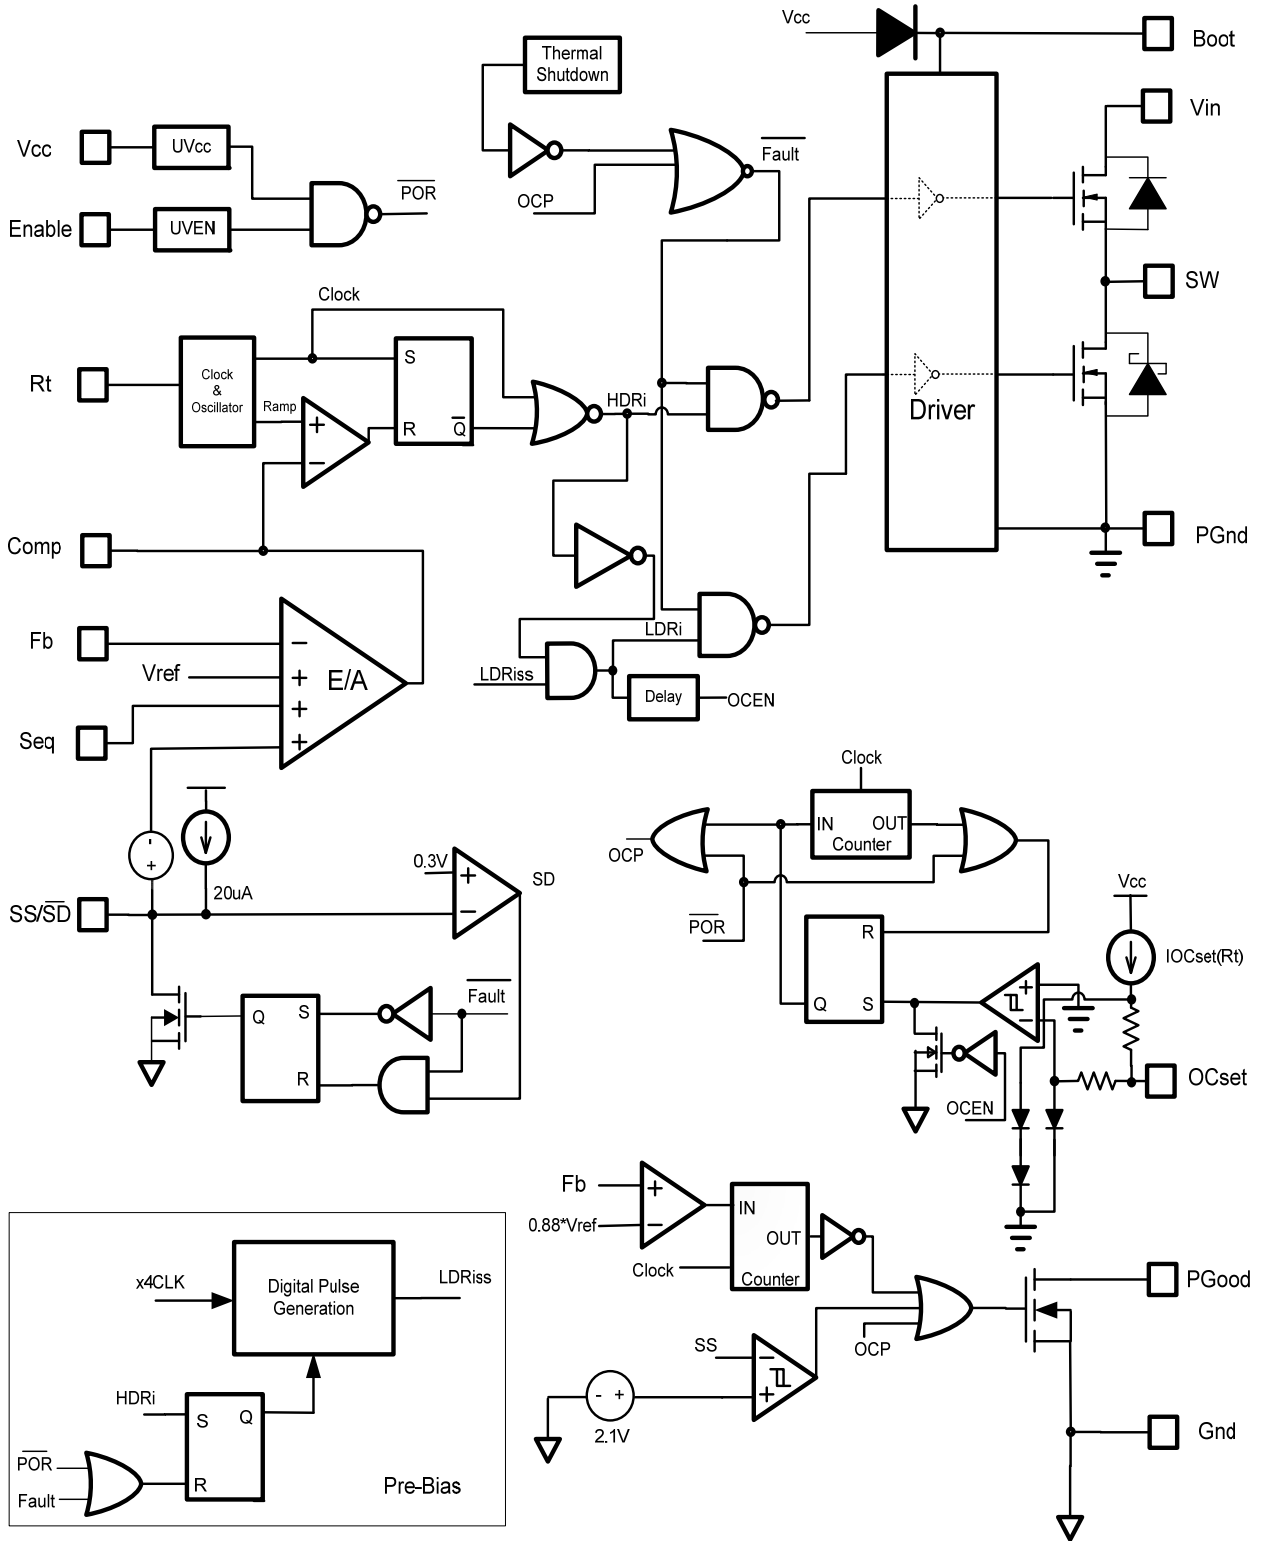 Vcc
Boot
Thermal
Shutdown
Vin
Vcc
UVcc
POR
Fault
OCP
Enable
UVEN
SW
Clock
Rt
Clock
&
Oscillator
Ramp
+
−
S
R
Q
HDRi
Driver
Comp
PGnd
Fb
−
Vref
+
E/A
+
Seq
+
LDRi
LDRiss
Delay
OCEN
Clock
IN
OUT
Counter
OCP
-
+
20uA
0.3V
+
−
SD
SS/SD
POR
R
Q
S
Vcc
IOCset(Rt)
+
−
OCset
OCEN
Q
S
R
Fault
Fb
+
0.88*Vref
−
IN
OUT
Clock
Counter
PGood
x4CLK
Digital Pulse
Generation
LDRiss
SS
−
+
OCP
- +
2.1V
HDRi
S
Q
R
POR
Fault
Pre-Bias
Gnd